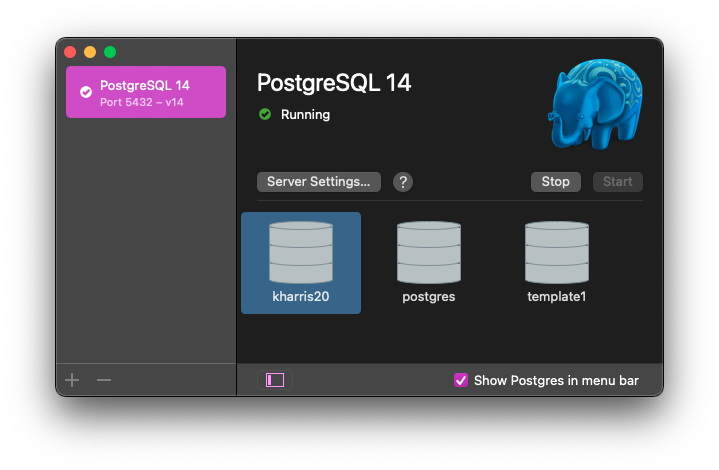 PostgreSQL 14
Port 5432 – v14
PostgreSQL 14
Running
Server Settings...
?
Stop
Start
kharris20
postgres
template1
Show Postgres in menu bar